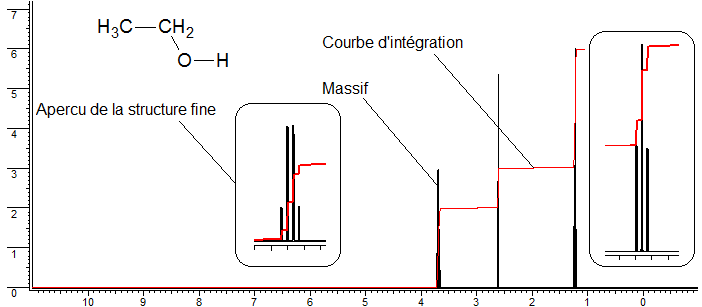 7
6
5
4
3
2
1
0
H₃C—CH₂
O—H
Courbe d'intégration
Massif
Apercu de la structure fine
10 9 8 7 6 5 4 3 2 1 0